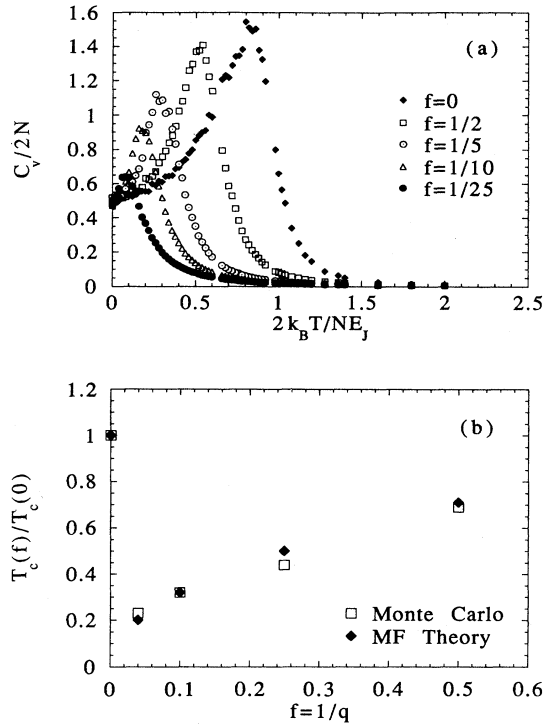 1.6
(a)
1.4
1.2
f=0
1
f=1/2
C_v/2N
0.8
f=1/5
0.6
f=1/10
0.4
f=1/25
0.2
0
0 0.5 1 1.5 2 2.5
2k_BT/NE_J
1.2
(b)
1
T_c(f)/T_c(0)
0.8
0.6
0.4
0.2
Monte Carlo
MF Theory
0
0 0.1 0.2 0.3 0.4 0.5 0.6
f=1/q